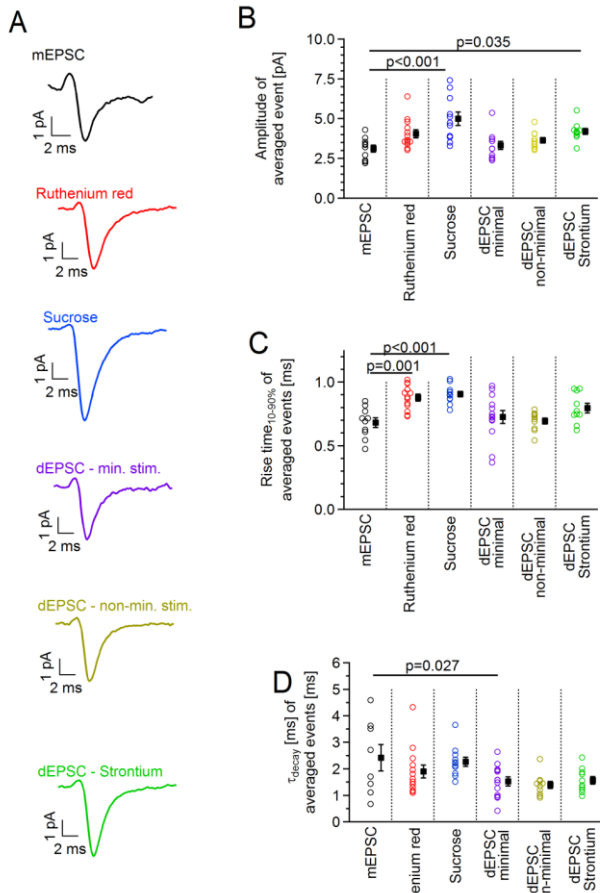 A
mEPSC
1 pA
2 ms
Ruthenium red
1 pA
2 ms
Sucrose
1 pA
2 ms
dEPSC - min. stim.
1 pA
2 ms
dEPSC - non-min. stim.
1 pA
2 ms
dEPSC - Strontium
1 pA
2 ms
B
Amplitude of
averaged event [pA]
10.0
7.5
5.0
2.5
0.0
p=0.035
p<0.001
mEPSC
Ruthenium red
Sucrose
dEPSC
minimal
dEPSC
non-minimal
dEPSC
Strontium
C
Rise time10-90% of
averaged events [ms]
1.0
0.5
0.0
p<0.001
p=0.001
mEPSC
Ruthenium red
Sucrose
dEPSC
minimal
dEPSC
non-minimal
dEPSC
Strontium
D
τdecay [ms] of
averaged events [ms]
6
5
4
3
2
1
0
p=0.027
mEPSC
enium red
Sucrose
dEPSC
minimal
dEPSC
n-minimal
dEPSC
Strontium